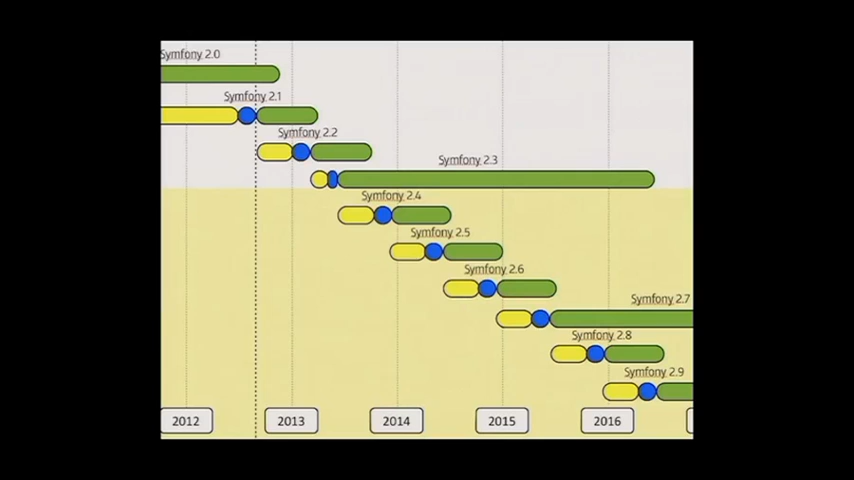 Symfony 2.0
Symfony 2.1
Symfony 2.2
Symfony 2.3
Symfony 2.4
Symfony 2.5
Symfony 2.6
Symfony 2.7
Symfony 2.8
Symfony 2.9
2012
2013
2014
2015
2016